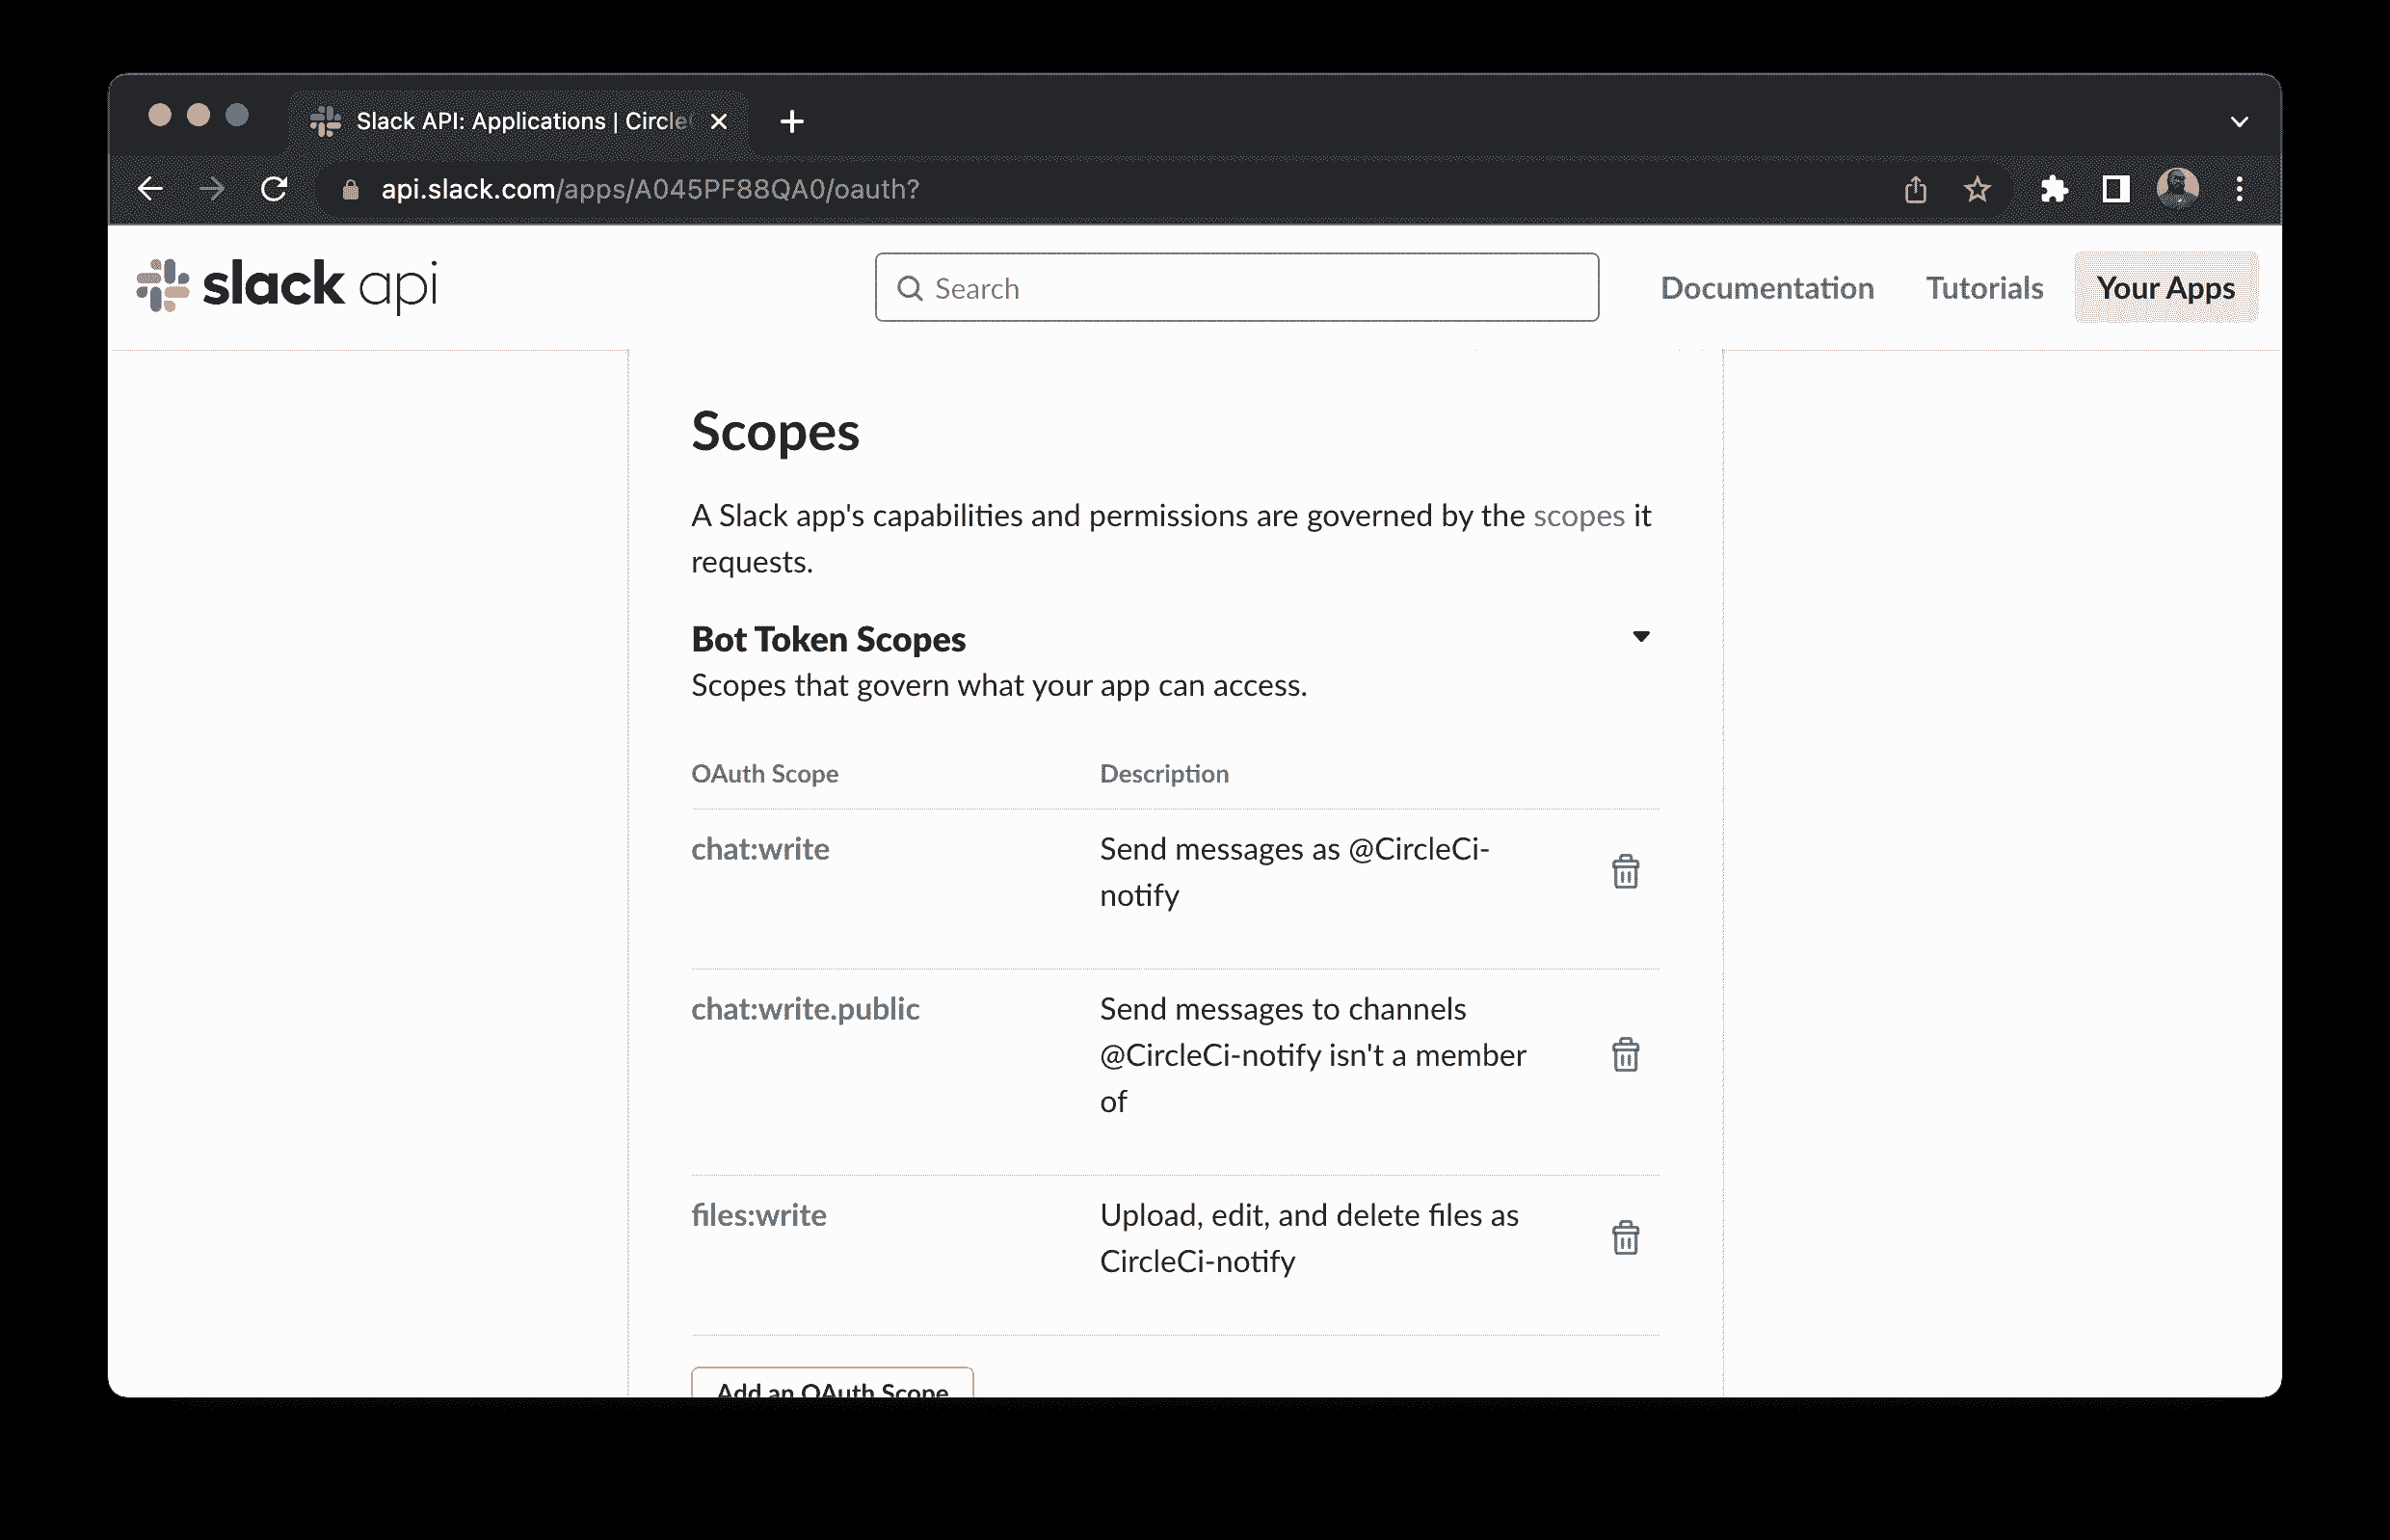 Slack API: Applications | Circle
api.slack.com/apps/A045PF88QA0/oauth?
slack api
Search
Documentation
Tutorials
Your Apps
Scopes
A Slack app's capabilities and permissions are governed by the scopes it
requests.
Bot Token Scopes
Scopes that govern what your app can access.
OAuth Scope
Description
chat:write
Send messages as @CircleCi-
notify
chat:write.public
Send messages to channels
@CircleCi-notify isn't a member
of
files:write
Upload, edit, and delete files as
CircleCi-notify
Add an OAuth Scope